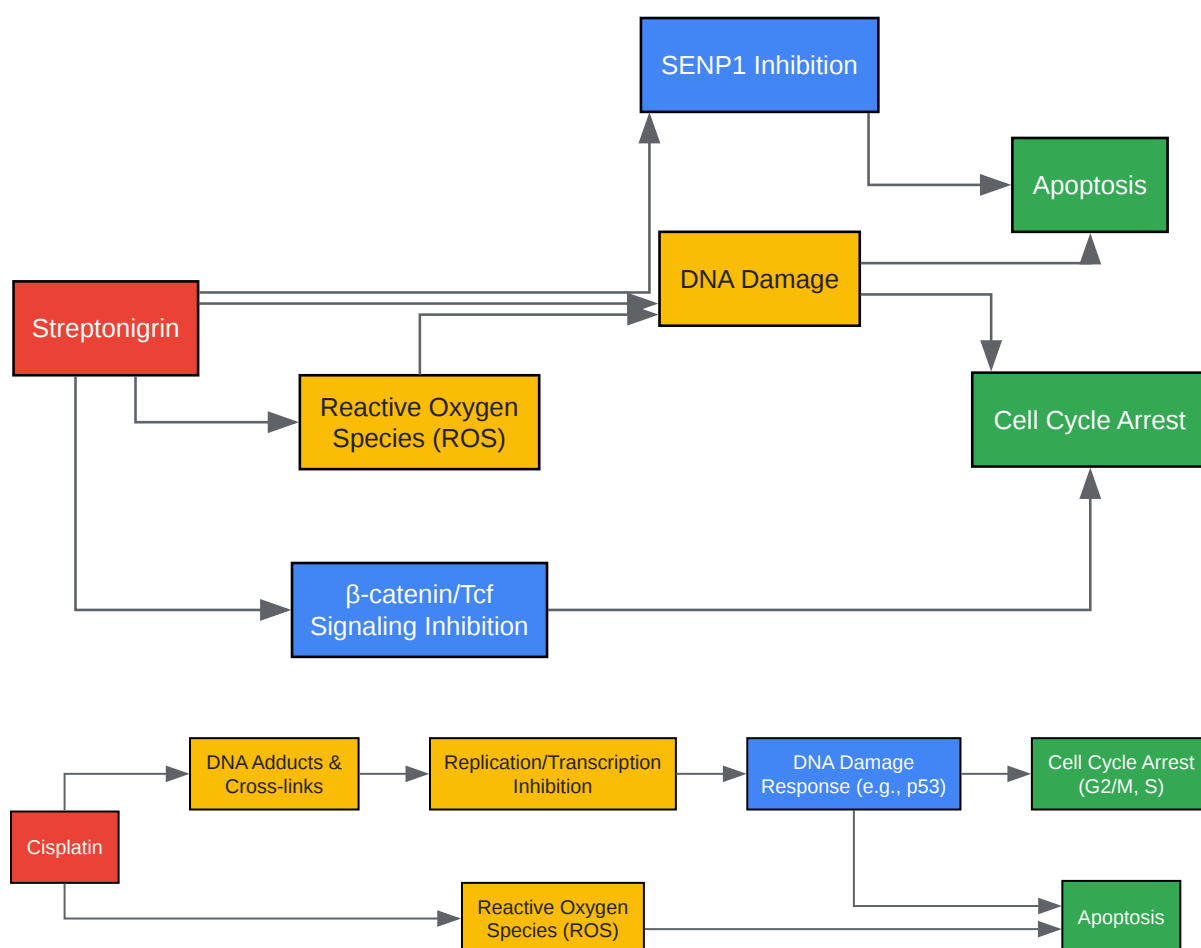 SENP1 Inhibition
Apoptosis
DNA Damage
Streptonigrin
Reactive Oxygen
Species (ROS)
Cell Cycle Arrest
β-catenin/Tcf
Signaling Inhibition
DNA Adducts &
Cross-links
Replication/Transcription
Inhibition
DNA Damage
Response (e.g., p53)
Cell Cycle Arrest
(G2/M, S)
Cisplatin
Reactive Oxygen
Species (ROS)
Apoptosis